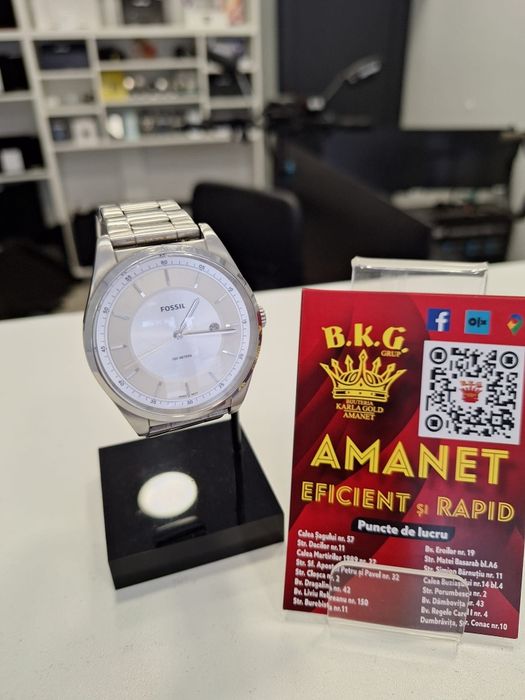 FOSSIL
B.K.G.
GRUP
BIJUTERIA
KARLA GOLD
AMANET
AMANET
EFICIENT și RAPID
Puncte de lucru
Calea Șagului nr. 57
Str. Dacilor nr.11
Calea Martirilor 1989 nr.
Str. Sf. Apostoli Petru și Pavel nr. 32
Str. Cloșca nr. 2
Bv. Dragalina nr. 42
Bv. Liviu Rebreanu nr. 150
Str. Burebista nr.11
Bv. Eroilor nr. 19
Str. Matei Basarab bl.A6
Str. Simion Bărnuțiu nr. 11
Calea Buziașului nr.14 bl.4
Str. Porumbescu nr. 2
Bv. Dâmbovița nr. 43
Bv. Regele Carol I nr. 4
Dumbrăvița, Str. Conac nr.10
f
olx